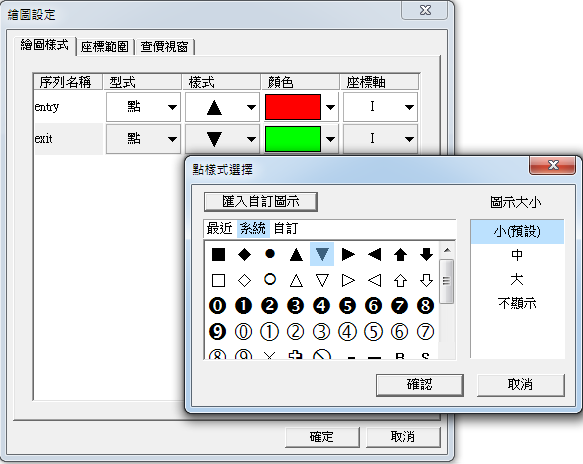 繪圖設定
繪圖樣式 座標範圍 查價視窗
序列名稱 型式 樣式 顏色 座標軸
entry 點 ▲ I
exit 點 ▼ I
點樣式選擇
匯入自訂圖示
最近 系統 自訂
■ ◆ ● ▲ ▼ ▶ ◀ 🡅 🡇
□ ◇ ○ △ ▽ ▷ ◁ ⇧ ⇩
⓿ ❶ ❷ ❸ ❹ ❺ ❻ ❼ ❽
❾ ⓪ ① ② ③ ④ ⑤ ⑥ ⑦
⑧ ⑨ B S
圖示大小
小(預設)
中
大
不顯示
確認 取消
確定 取消